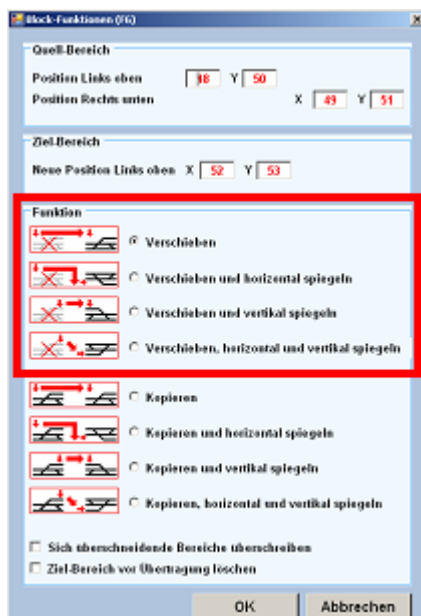 Block-Funktionen (F6)
Quell-Bereich
Position Links oben 48 Y 50
Position Rechts unten X 49 Y 51
Ziel-Bereich
Neue Position Links oben X 52 Y 53
Funktion
Verschieben
Verschieben und horizontal spiegeln
Verschieben und vertikal spiegeln
Verschieben, horizontal und vertikal spiegeln
Kopieren
Kopieren und horizontal spiegeln
Kopieren und vertikal spiegeln
Kopieren, horizontal und vertikal spiegeln
Sich überschneidende Bereiche überschreiben
Ziel-Bereich vor Übertragung löschen
OK Abbrechen